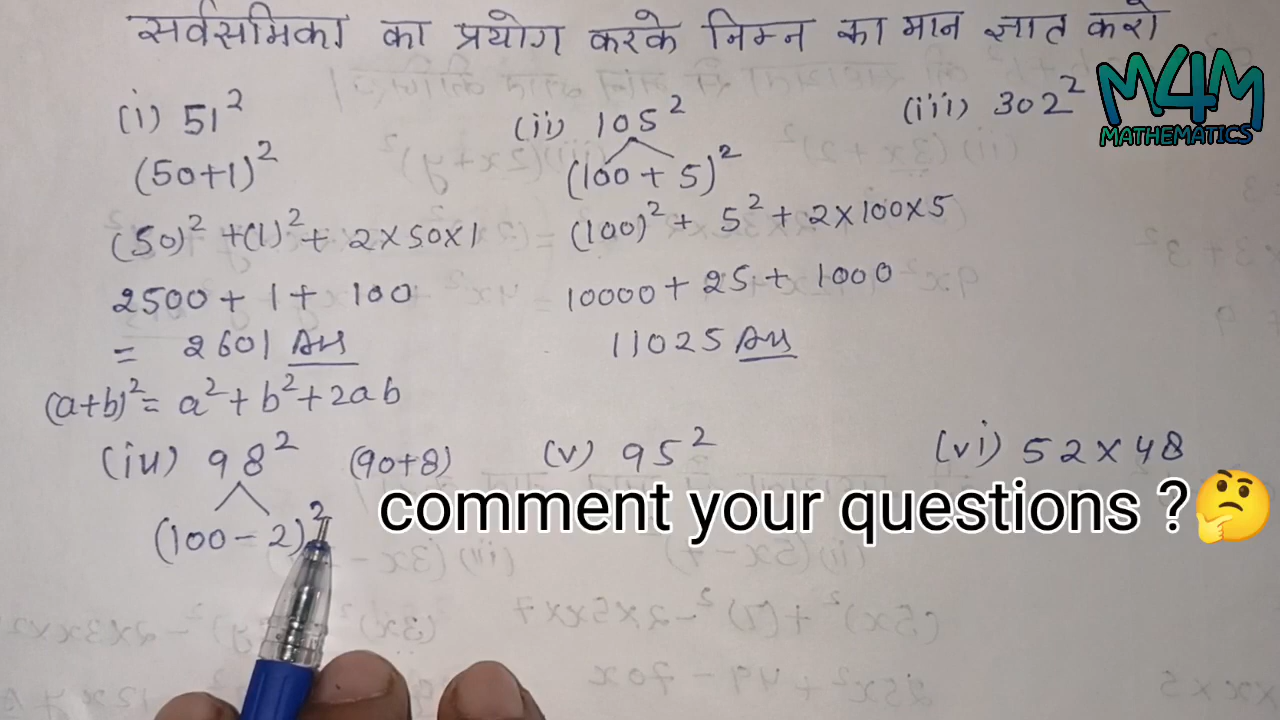 सर्वसमिका का प्रयोग करके निम्न का मान ज्ञात करो
M4M
MATHEMATICS
(i) 51²
(50+1)²
(50)² +(1)² + 2×50×1
2500 + 1 + 100
= 2601 Ans
(ii) 105²
(100 + 5)²
(100)² + 5² + 2×100×5
10000 + 25 + 1000
11025 Ans
(iii) 302²
(a+b)² = a² + b² + 2ab
(iv) 98² (90+8)
(100 - 2)²
(v) 95²
(vi) 52×48
comment your questions ?🤔